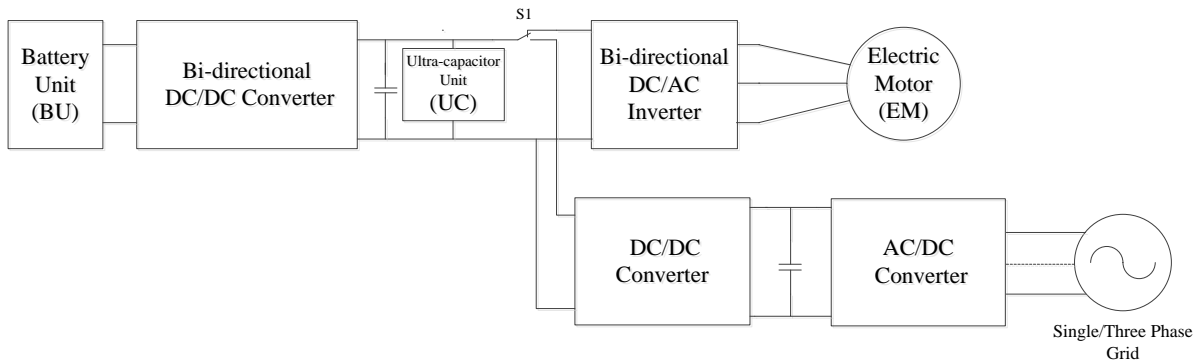 S1
Battery
Unit
(BU)
Bi-directional
DC/DC Converter
Ultra-capacitor
Unit
(UC)
Bi-directional
DC/AC
Inverter
Electric
Motor
(EM)
DC/DC
Converter
AC/DC
Converter
Single/Three Phase
Grid